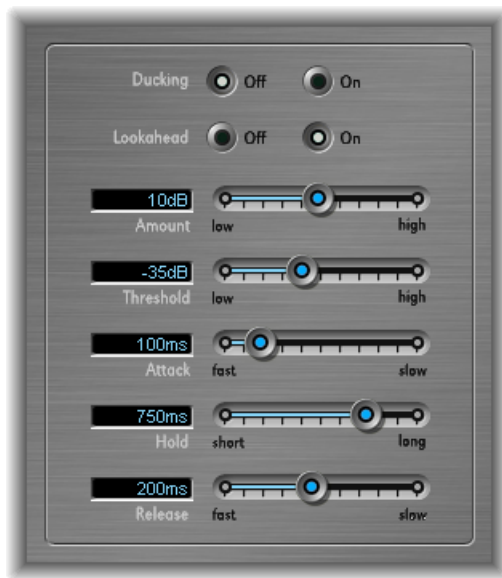 Ducking Off On
Lookahead Off On
10dB
Amount low high
-35dB
Threshold low high
100ms
Attack fast slow
750ms
Hold short long
200ms
Release fast slow